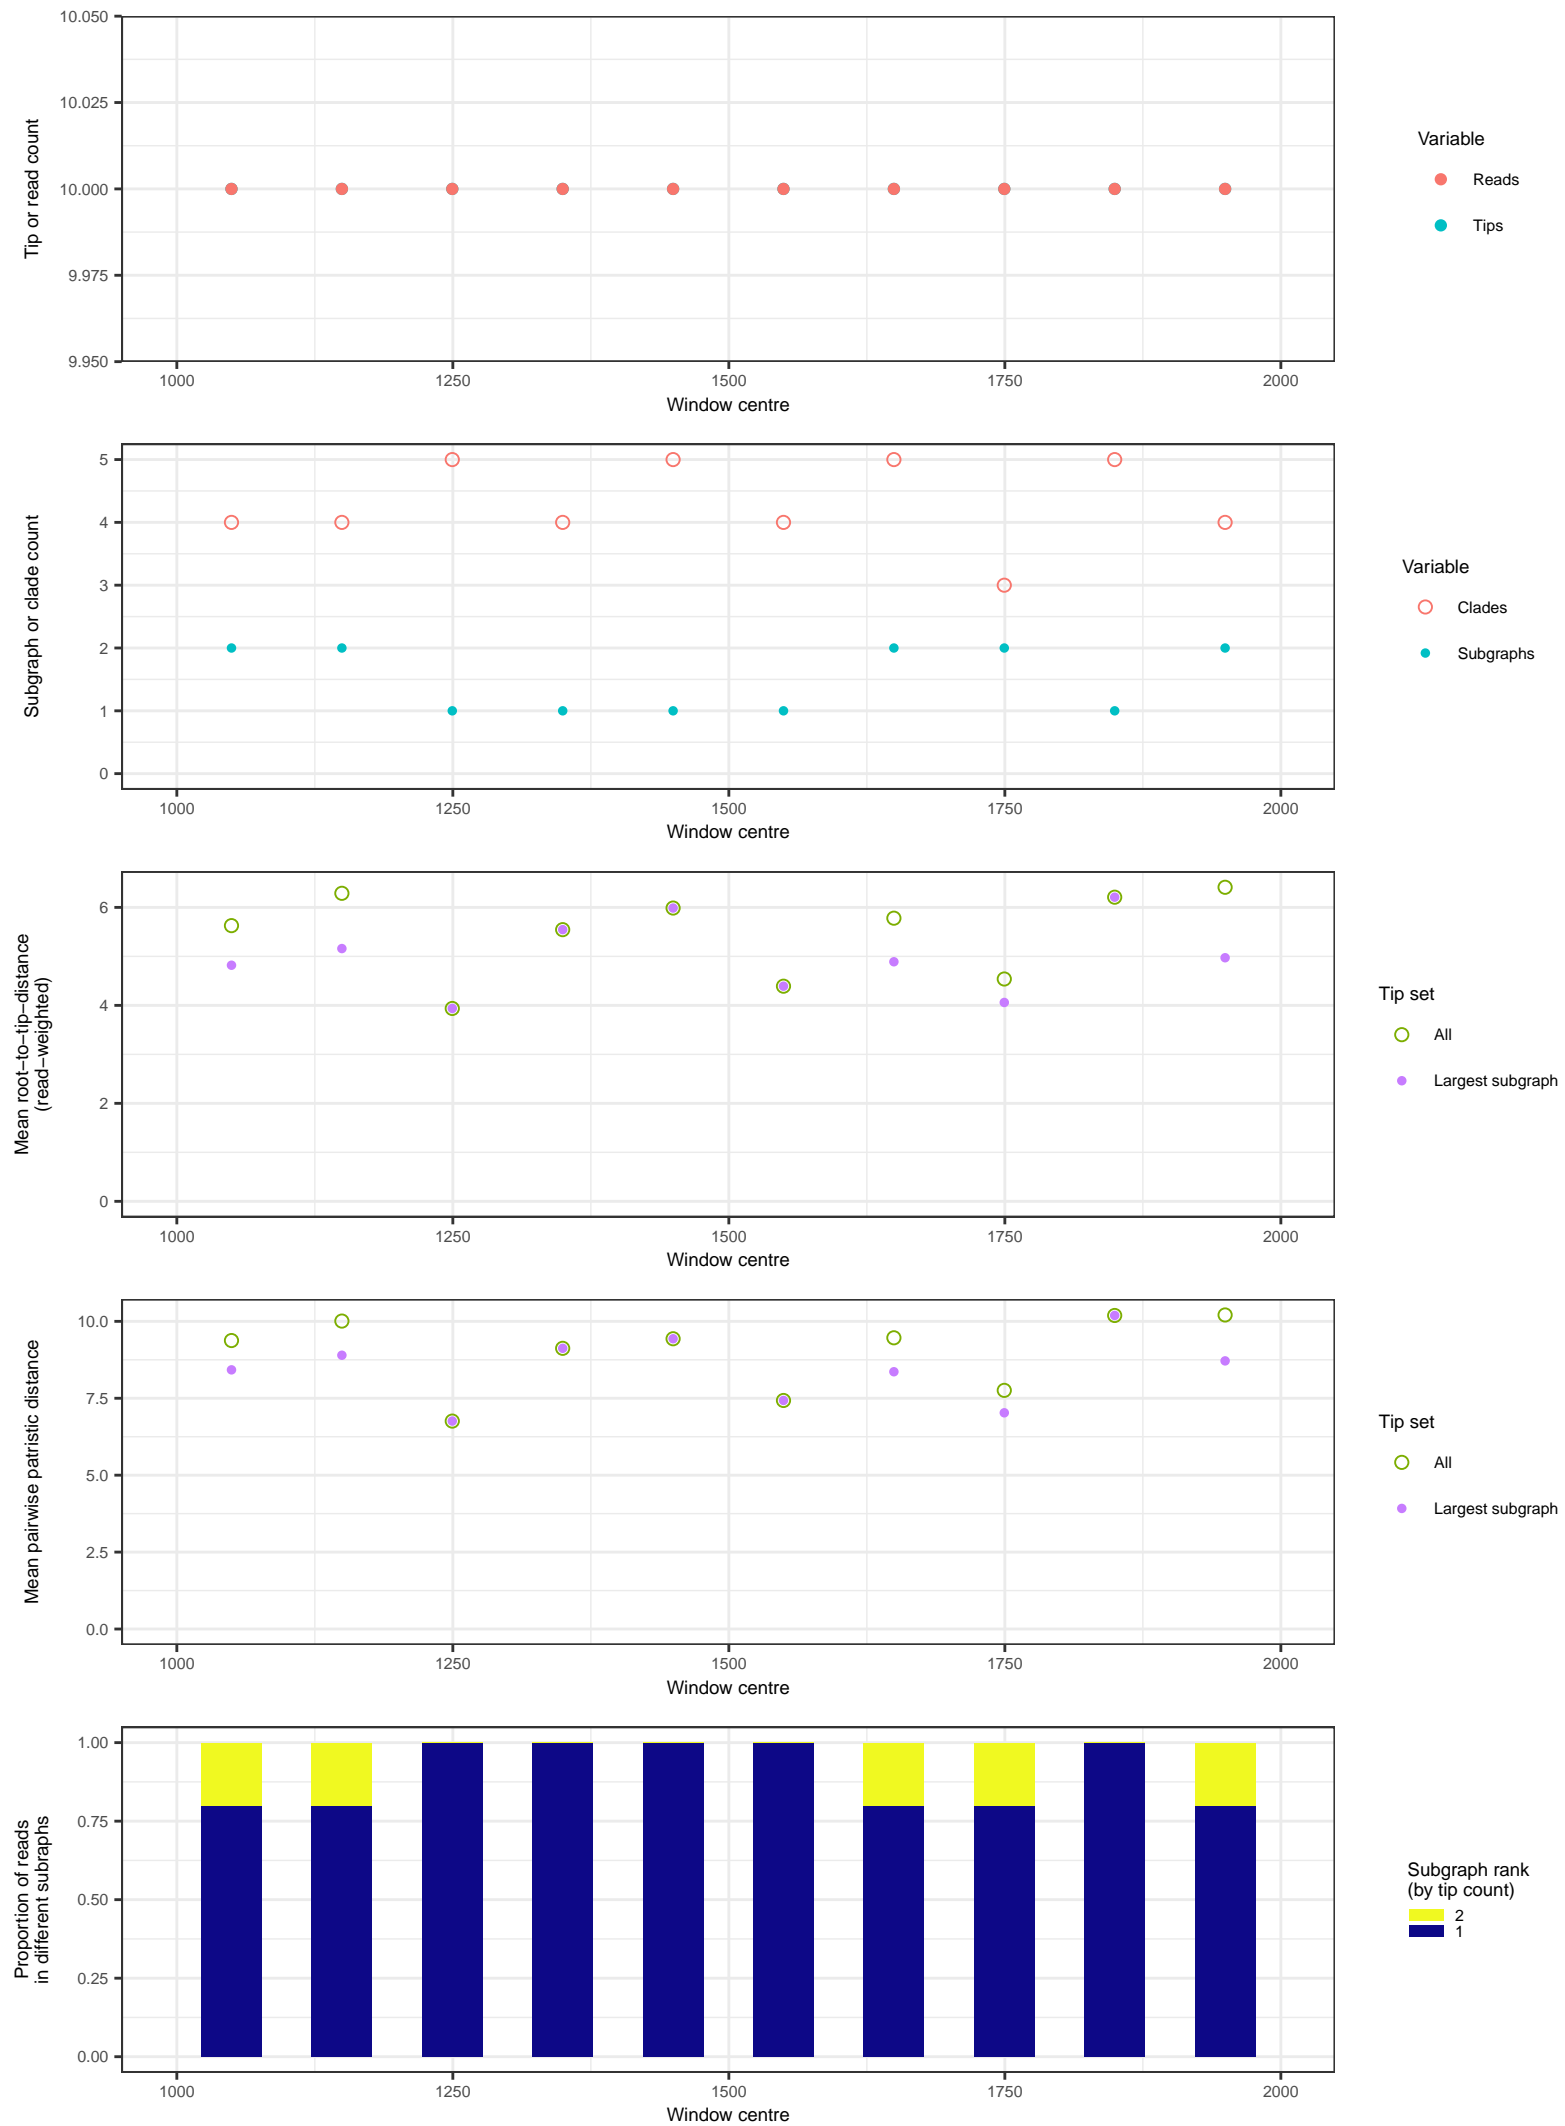 10.050
10.025
10.000
9.975
9.950
Tip or read count
1000 1250 1500 1750 2000
Window centre
Variable
Reads
Tips
5
4
3
2
1
0
Subgraph or clade count
1000 1250 1500 1750 2000
Window centre
Variable
Clades
Subgraphs
6
4
2
0
Mean root−to−tip−distance
(read−weighted)
1000 1250 1500 1750 2000
Window centre
Tip set
All
Largest subgraph
10.0
7.5
5.0
2.5
0.0
Mean pairwise patristic distance
1000 1250 1500 1750 2000
Window centre
Tip set
All
Largest subgraph
1.00
0.75
0.50
0.25
0.00
Proportion of reads
in different subraphs
1000 1250 1500 1750 2000
Window centre
Subgraph rank
(by tip count)
2
1